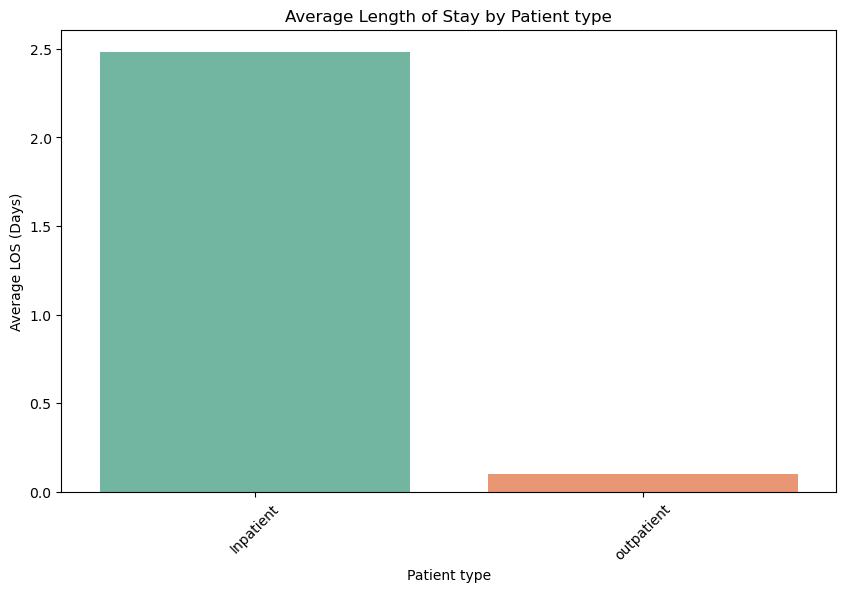 Average Length of Stay by Patient type
Average LOS (Days)
2.5
2.0
1.5
1.0
0.5
0.0
Inpatient
outpatient
Patient type